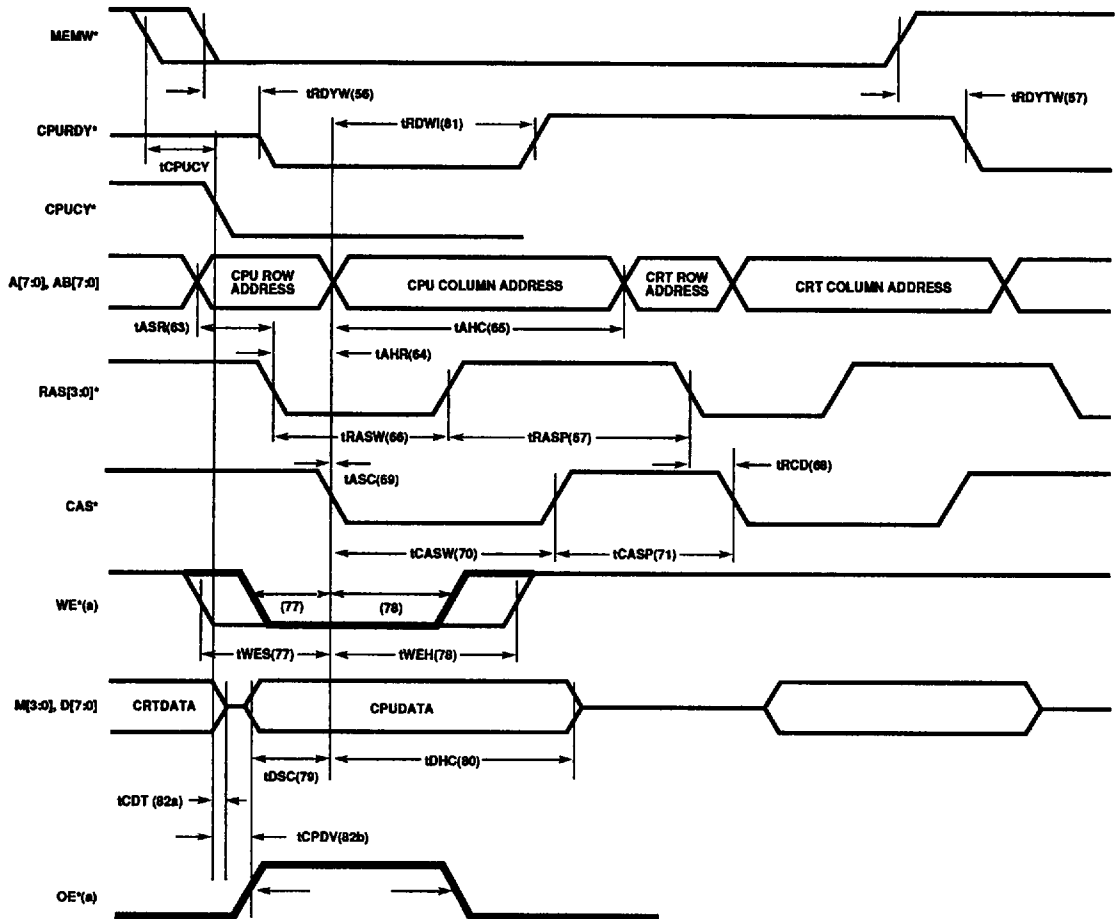 MEMW*
tRDYW(56)
tRDYTW(57)
CPURDY*
tRDWI(81)
tCPUCY
CPUCY*
A[7:0], AB[7:0]
CPU ROW
ADDRESS
CPU COLUMN ADDRESS
CRT ROW
ADDRESS
CRT COLUMN ADDRESS
tASR(63)
tAHC(65)
tAHR(64)
RAS[3:0]*
tRASW(66)
tRASP(57)
tASC(69)
tRCD(68)
CAS*
tCASW(70)
tCASP(71)
WE*(a)
(77)
(78)
tWES(77)
tWEH(78)
M[3:0], D[7:0]
CRTDATA
CPUDATA
tDSC(79)
tDHC(80)
tCDT (82a)
tCPDV(82b)
OE*(a)